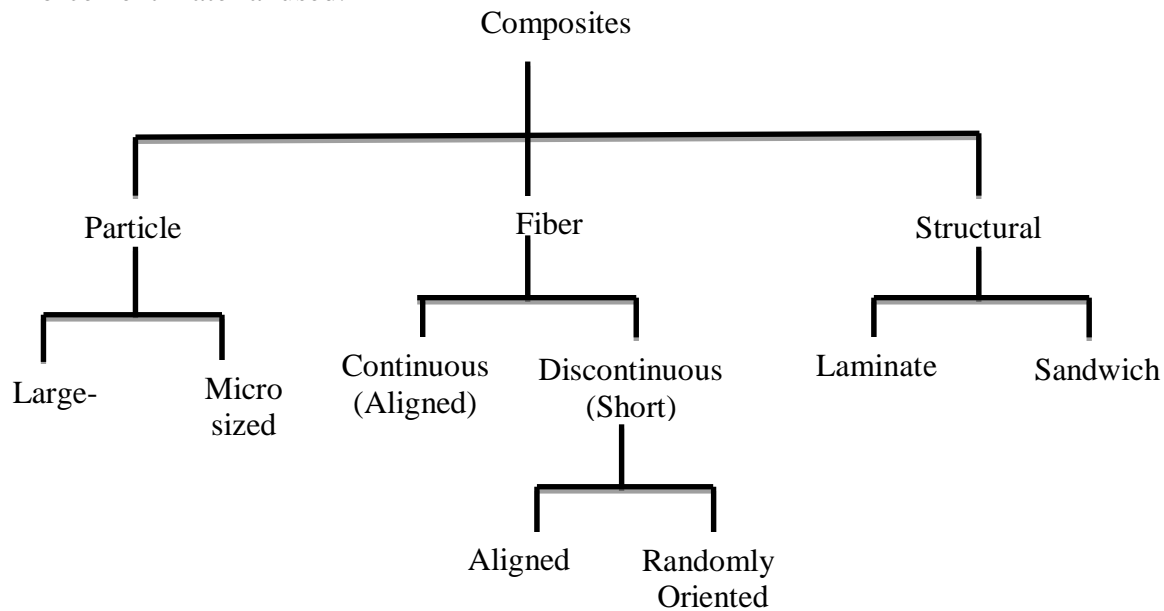 Composites
Particle
Fiber
Structural
Large-
Micro
sized
Continuous
(Aligned)
Discontinuous
(Short)
Laminate
Sandwich
Aligned
Randomly
Oriented